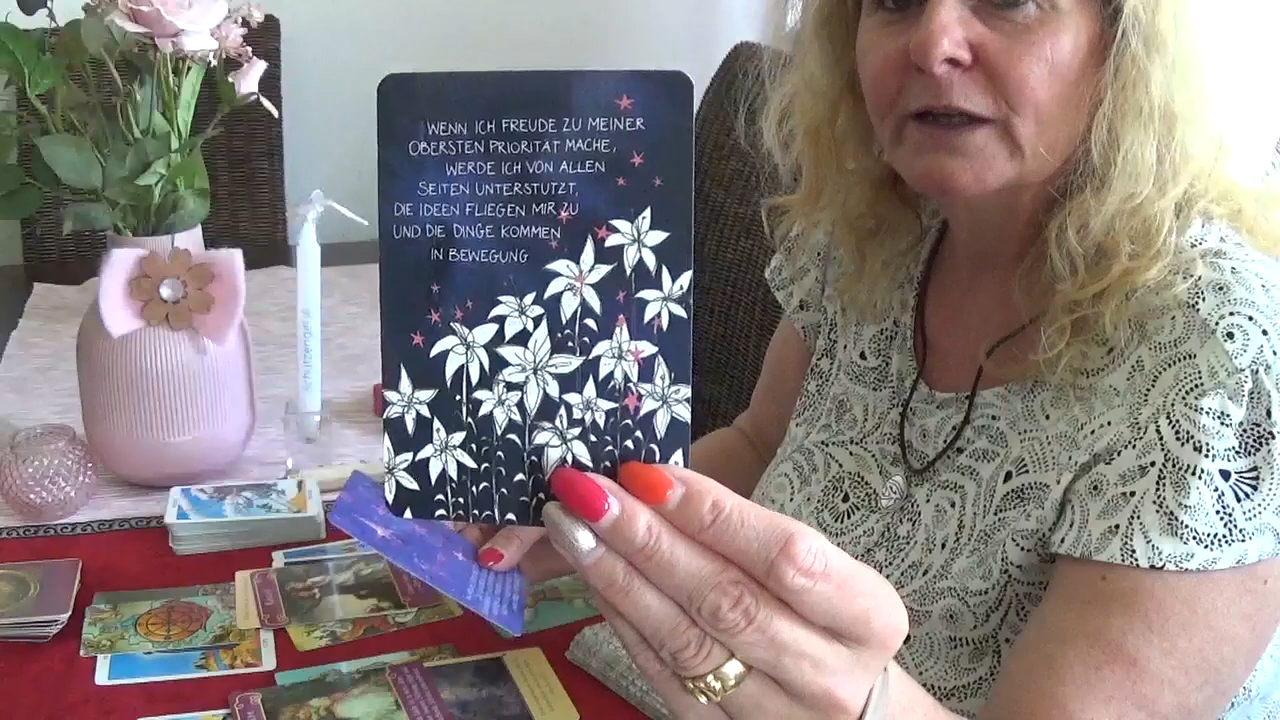 WENN ICH FREUDE ZU MEINER
OBERSTEN PRIORITÄT MACHE,
WERDE ICH VON ALLEN
SEITEN UNTERSTÜTZT,
DIE IDEEN FLIEGEN MIR ZU
UND DIE DINGE KOMMEN
IN BEWEGUNG
Schutzengel